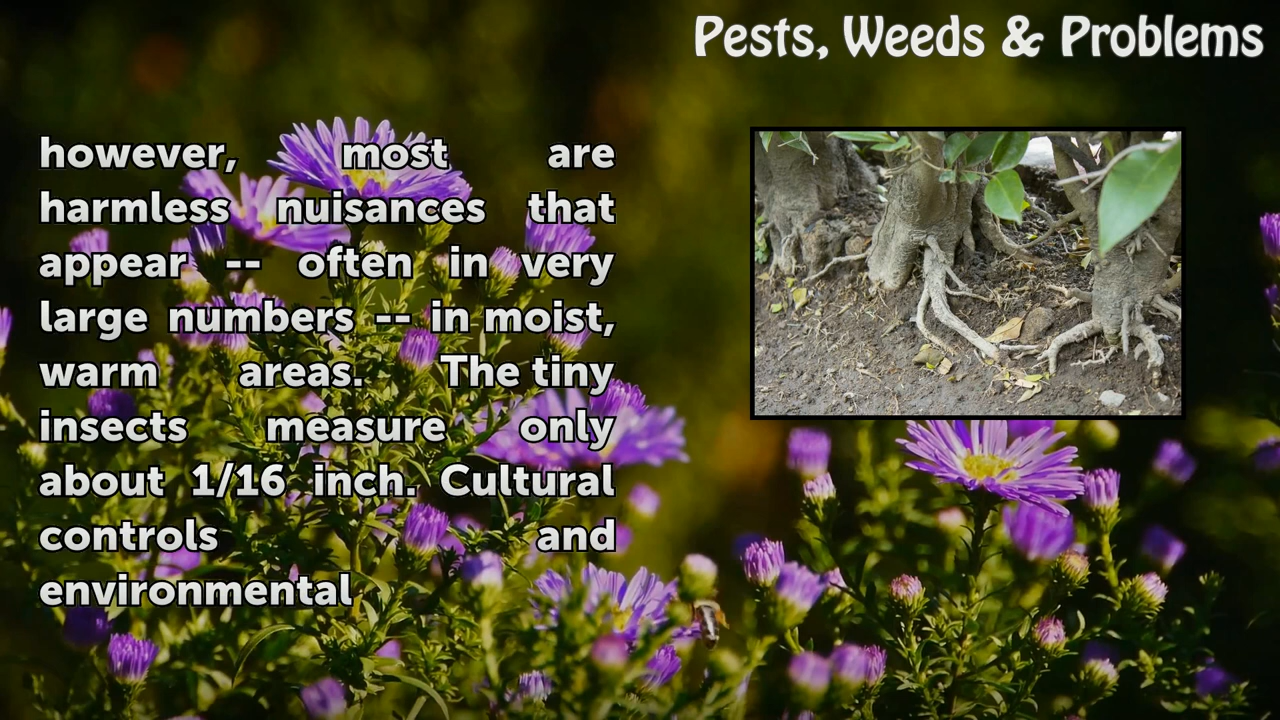 Pests, Weeds & Problems
however, most are
harmless nuisances that
appear -- often in very
large numbers -- in moist,
warm areas. The tiny
insects measure only
about 1/16 inch. Cultural
controls and
environmental